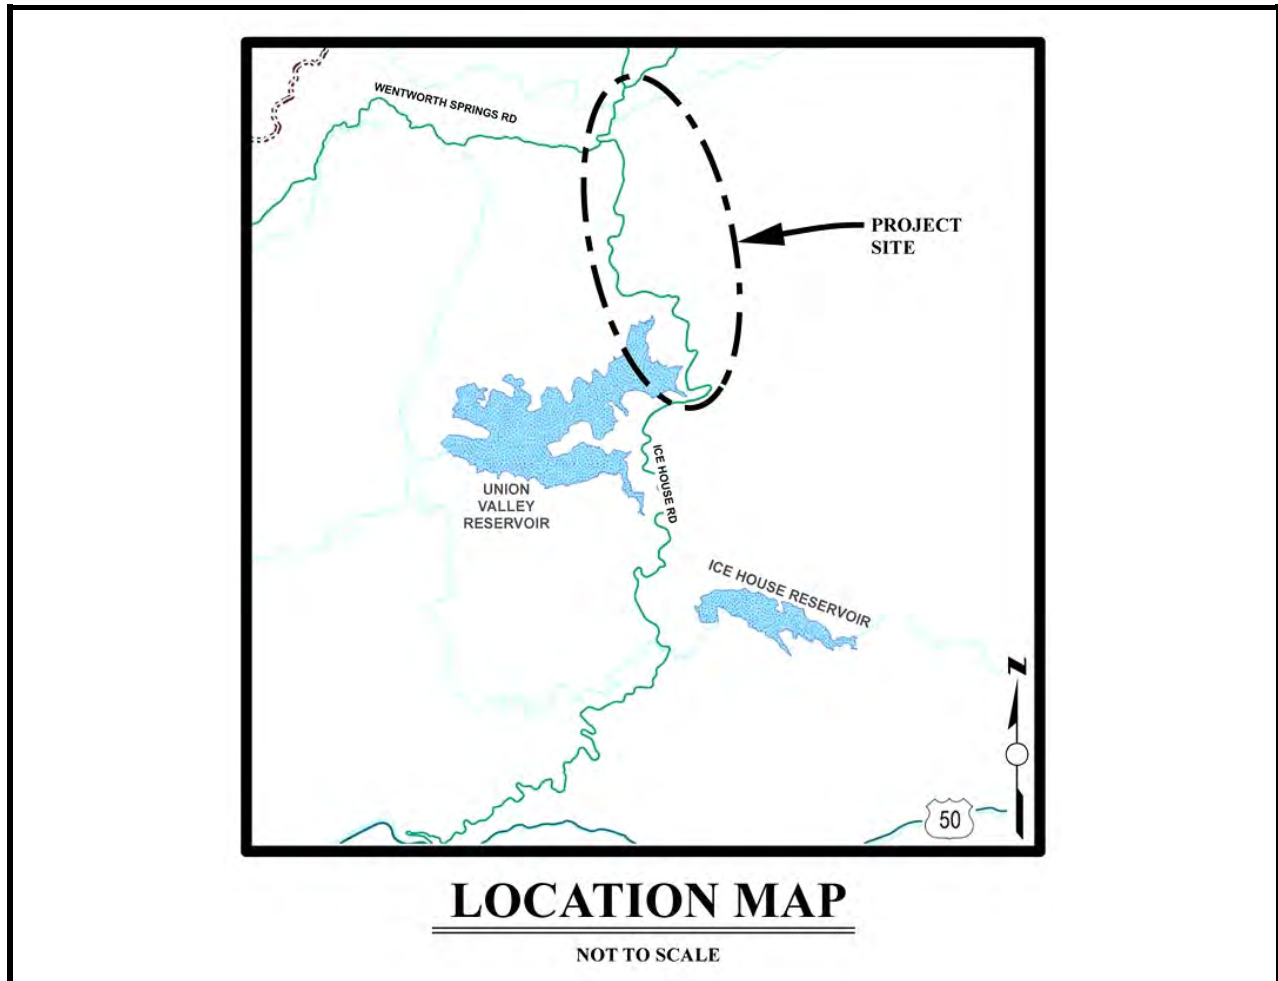 WENTWORTH SPRINGS RD
PROJECT
SITE
ICE HOUSE RD
UNION
VALLEY
RESERVOIR
ICE HOUSE RESERVOIR
N
50
LOCATION MAP
NOT TO SCALE